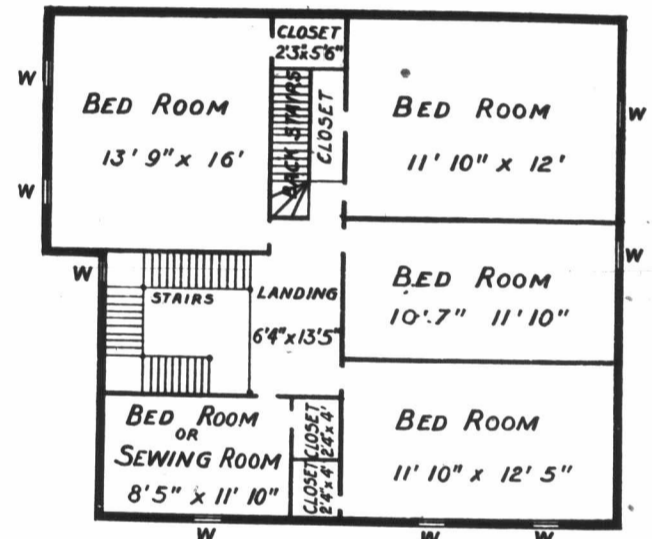 CLOSET
2'3"x5'6"
W
BED ROOM
13' 9" x 16'
BACK STAIRS
CLOSET
BED ROOM
11' 10" x 12'
W
W
W
STAIRS
LANDING
6'4"x13'5"
BED ROOM
10'.7" 11'10"
W
BED ROOM
OR
SEWING ROOM
8'5" x 11'10"
CLOSET
2'4"x4'
CLOSET
2'4"x4'
BED ROOM
11'10" x 12'5"
W
W
W